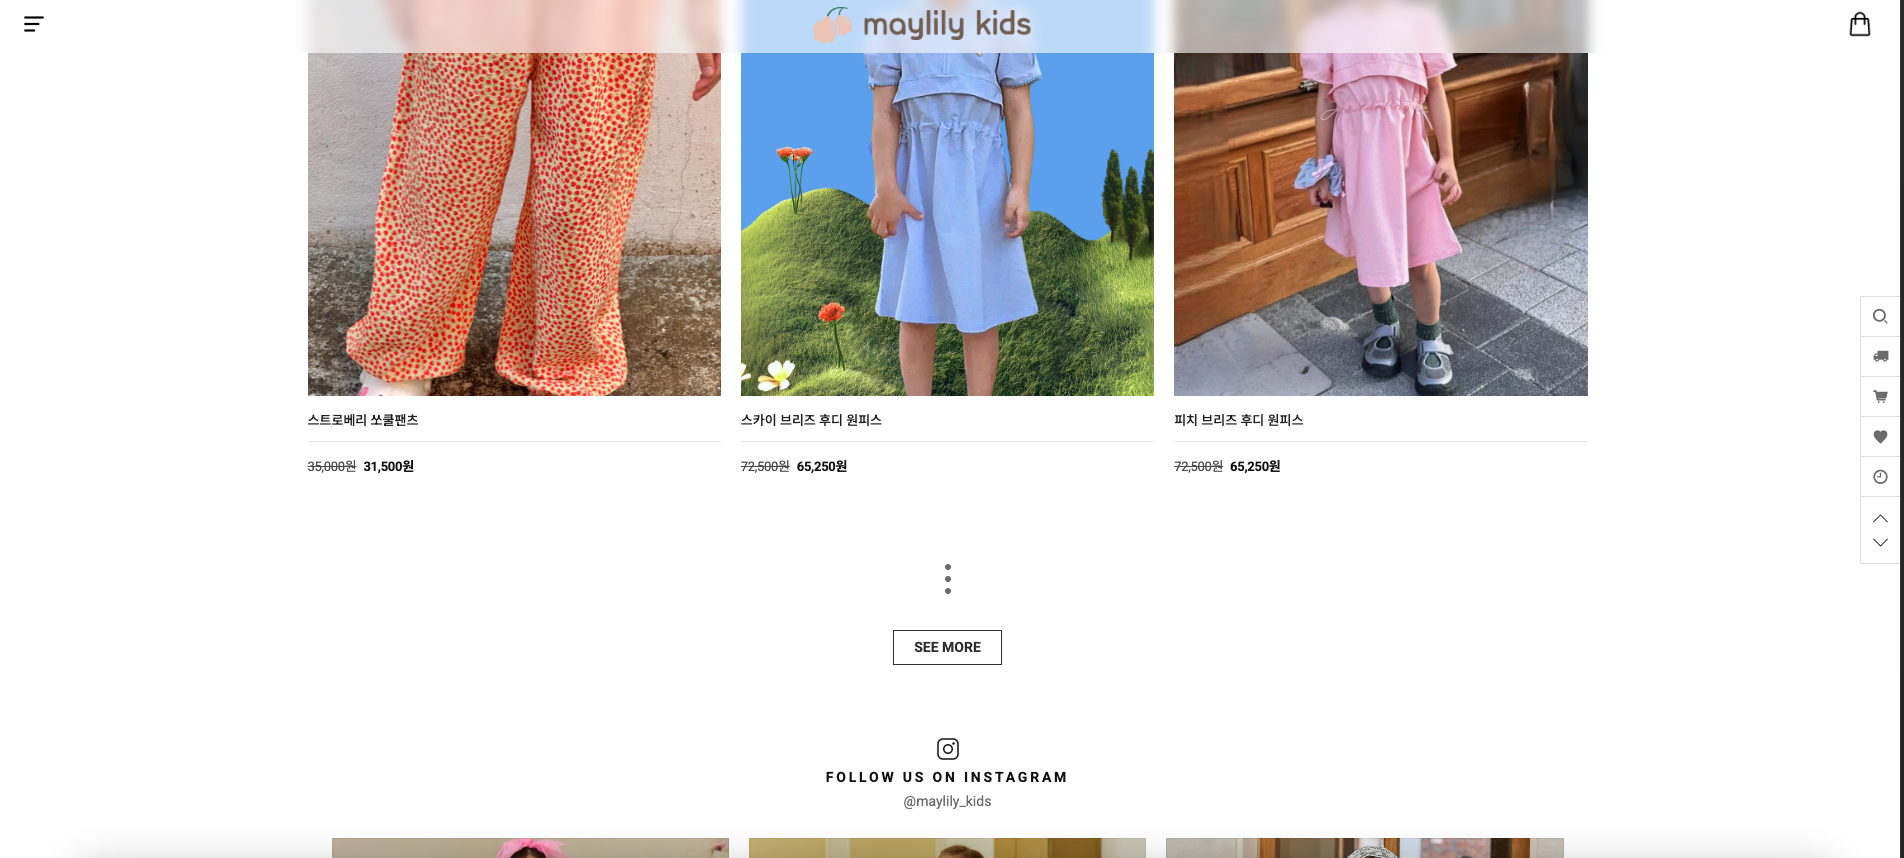 maylily kids
스트로베리 쏘쿨팬츠
스카이 브리즈 후디 원피스
피치 브리즈 후디 원피스
35,000원 31,500원
72,500원 65,250원
72,500원 65,250원
SEE MORE
FOLLOW US ON INSTAGRAM
@maylily_kids